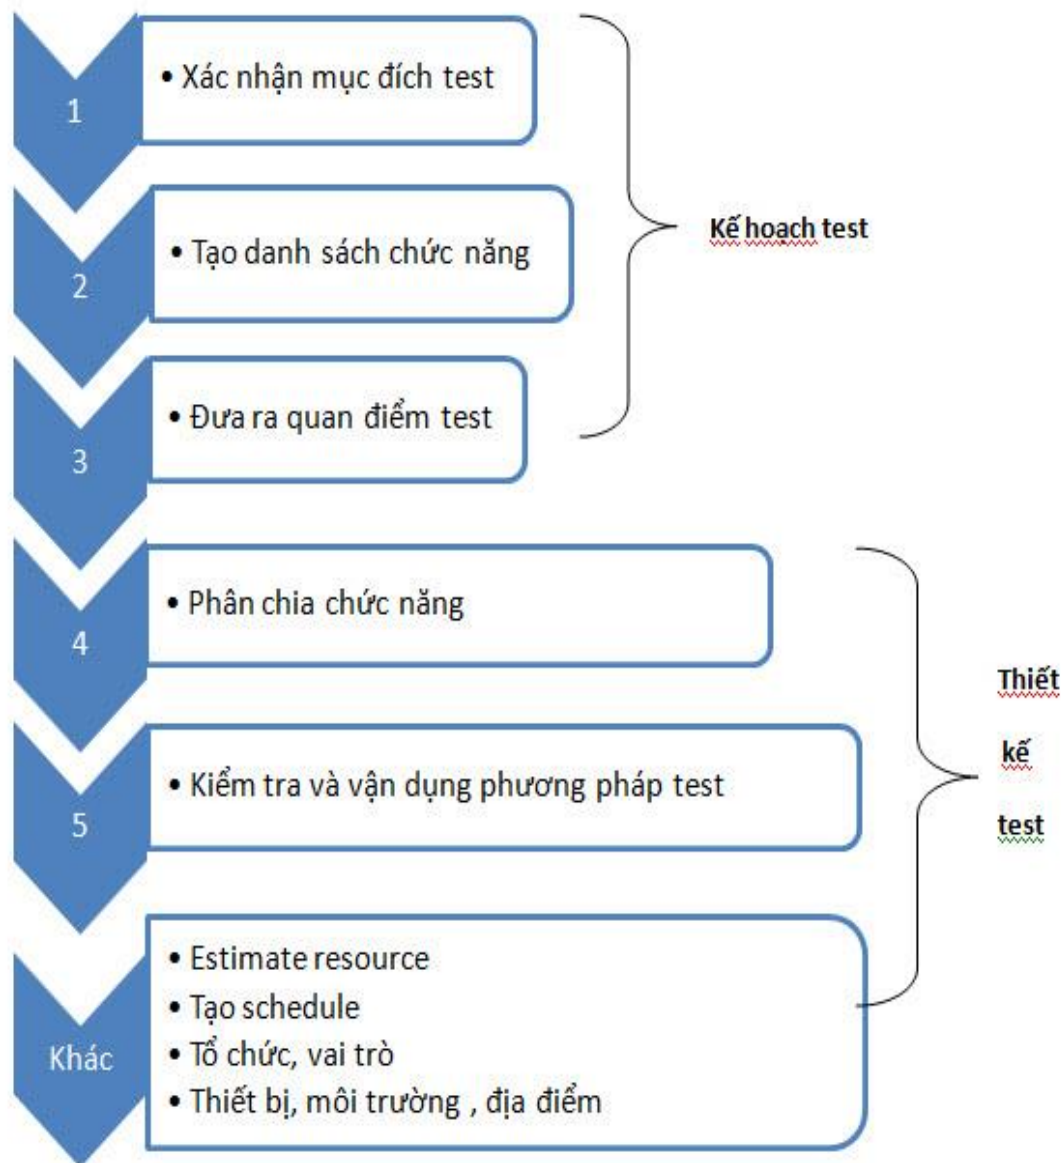 1
• Xác nhận mục đích test
2
• Tạo danh sách chức năng
Kế hoạch test
3
• Đưa ra quan điểm test
4
• Phân chia chức năng
5
• Kiểm tra và vận dụng phương pháp test
Thiết
kế
test
Khác
• Estimate resource
• Tạo schedule
• Tổ chức, vai trò
• Thiết bị, môi trường , địa điểm